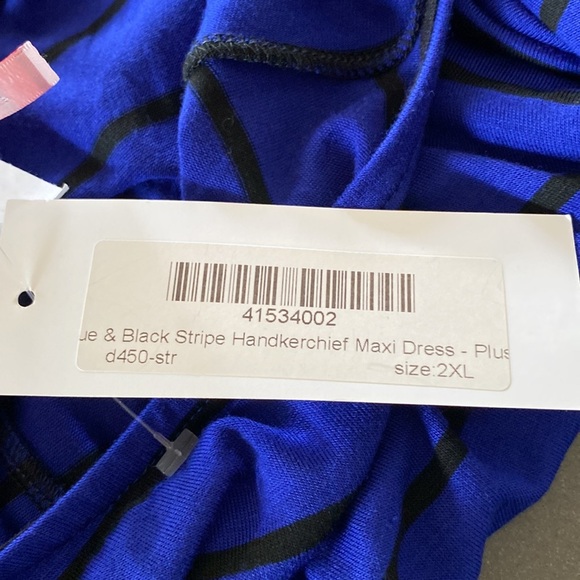 41534002
ue & Black Stripe Handkerchief Maxi Dress - Plus
d450-str size:2XL